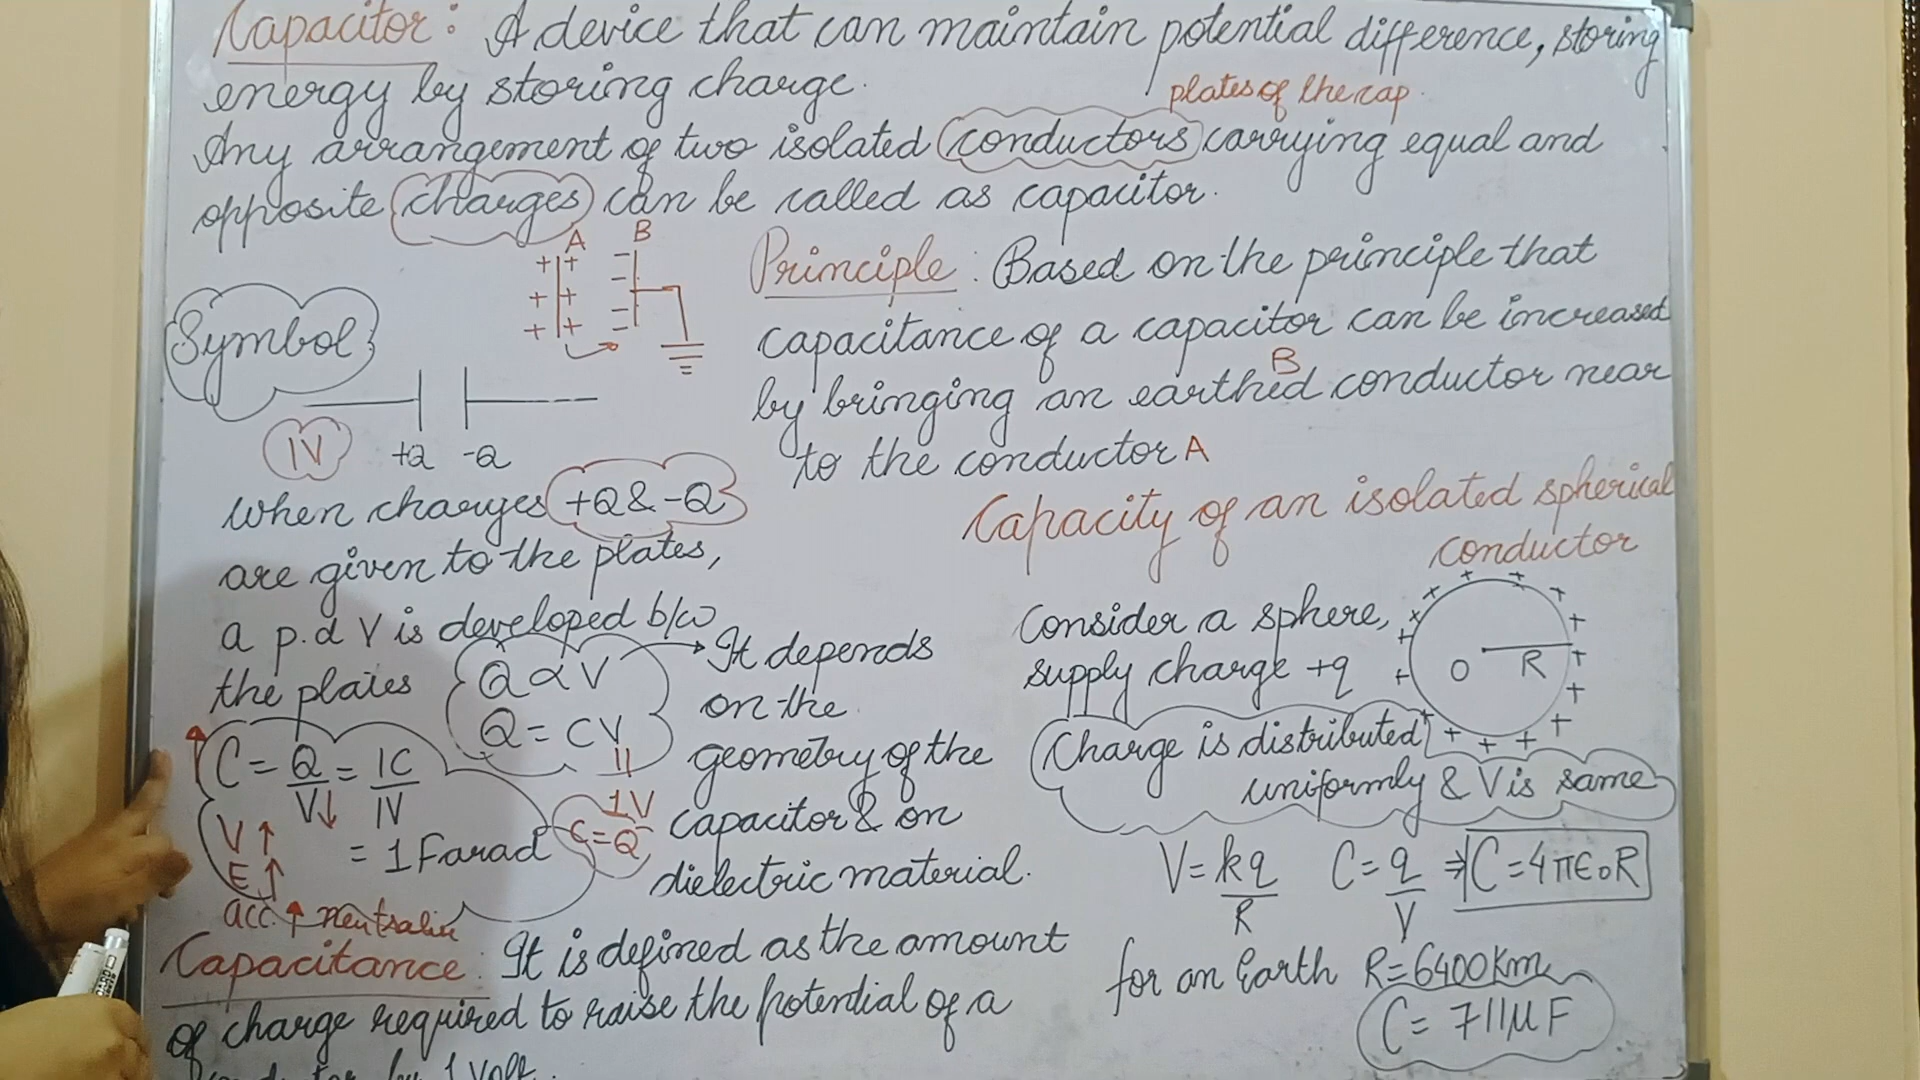 Capacitor: A device that can maintain potential difference, storing
energy by storing charge.
plates of the cap.
Any arrangement of two isolated conductors carrying equal and
opposite charges can be called as capacitor.
A B
+ + -
-
+ + -
+ + -
Symbol
1V
+Q -Q
Principle: Based on the principle that
capacitance of a capacitor can be increased
B
by bringing an earthed conductor near
to the conductor A
When charges +Q & -Q
are given to the plates,
a p.d V is developed b/w
the plates
Q ∝ V
Q = CV
It depends
on the
geometry of the
capacitor & on
dielectric material.
||
1V
C=Q
C = Q/V↓ = 1C/1V
= 1 Farad
V ↑
E ↑
acc. ↑
Capacitance: It is defined as the amount
of charge required to raise the potential of a
by 1 volt.
Capacity of an isolated spherical
conductor
Consider a sphere,
supply charge +q
O R
Charge is distributed
uniformly & V is same
V = kq/R C = q/V ⇒ C = 4πЄ0R
for an Earth R = 6400Km
C = 711μF